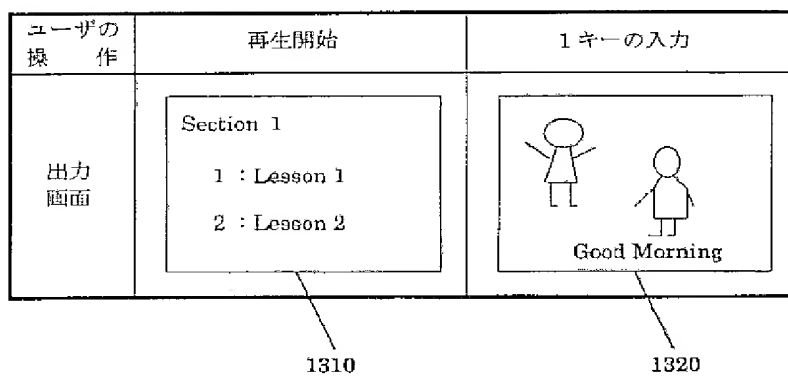 ユーザの
操 作
再生開始
1キーの入力
出力
画面
Section 1
1 : Lesson 1
2 : Lesson 2
Good Morning
1310
1320